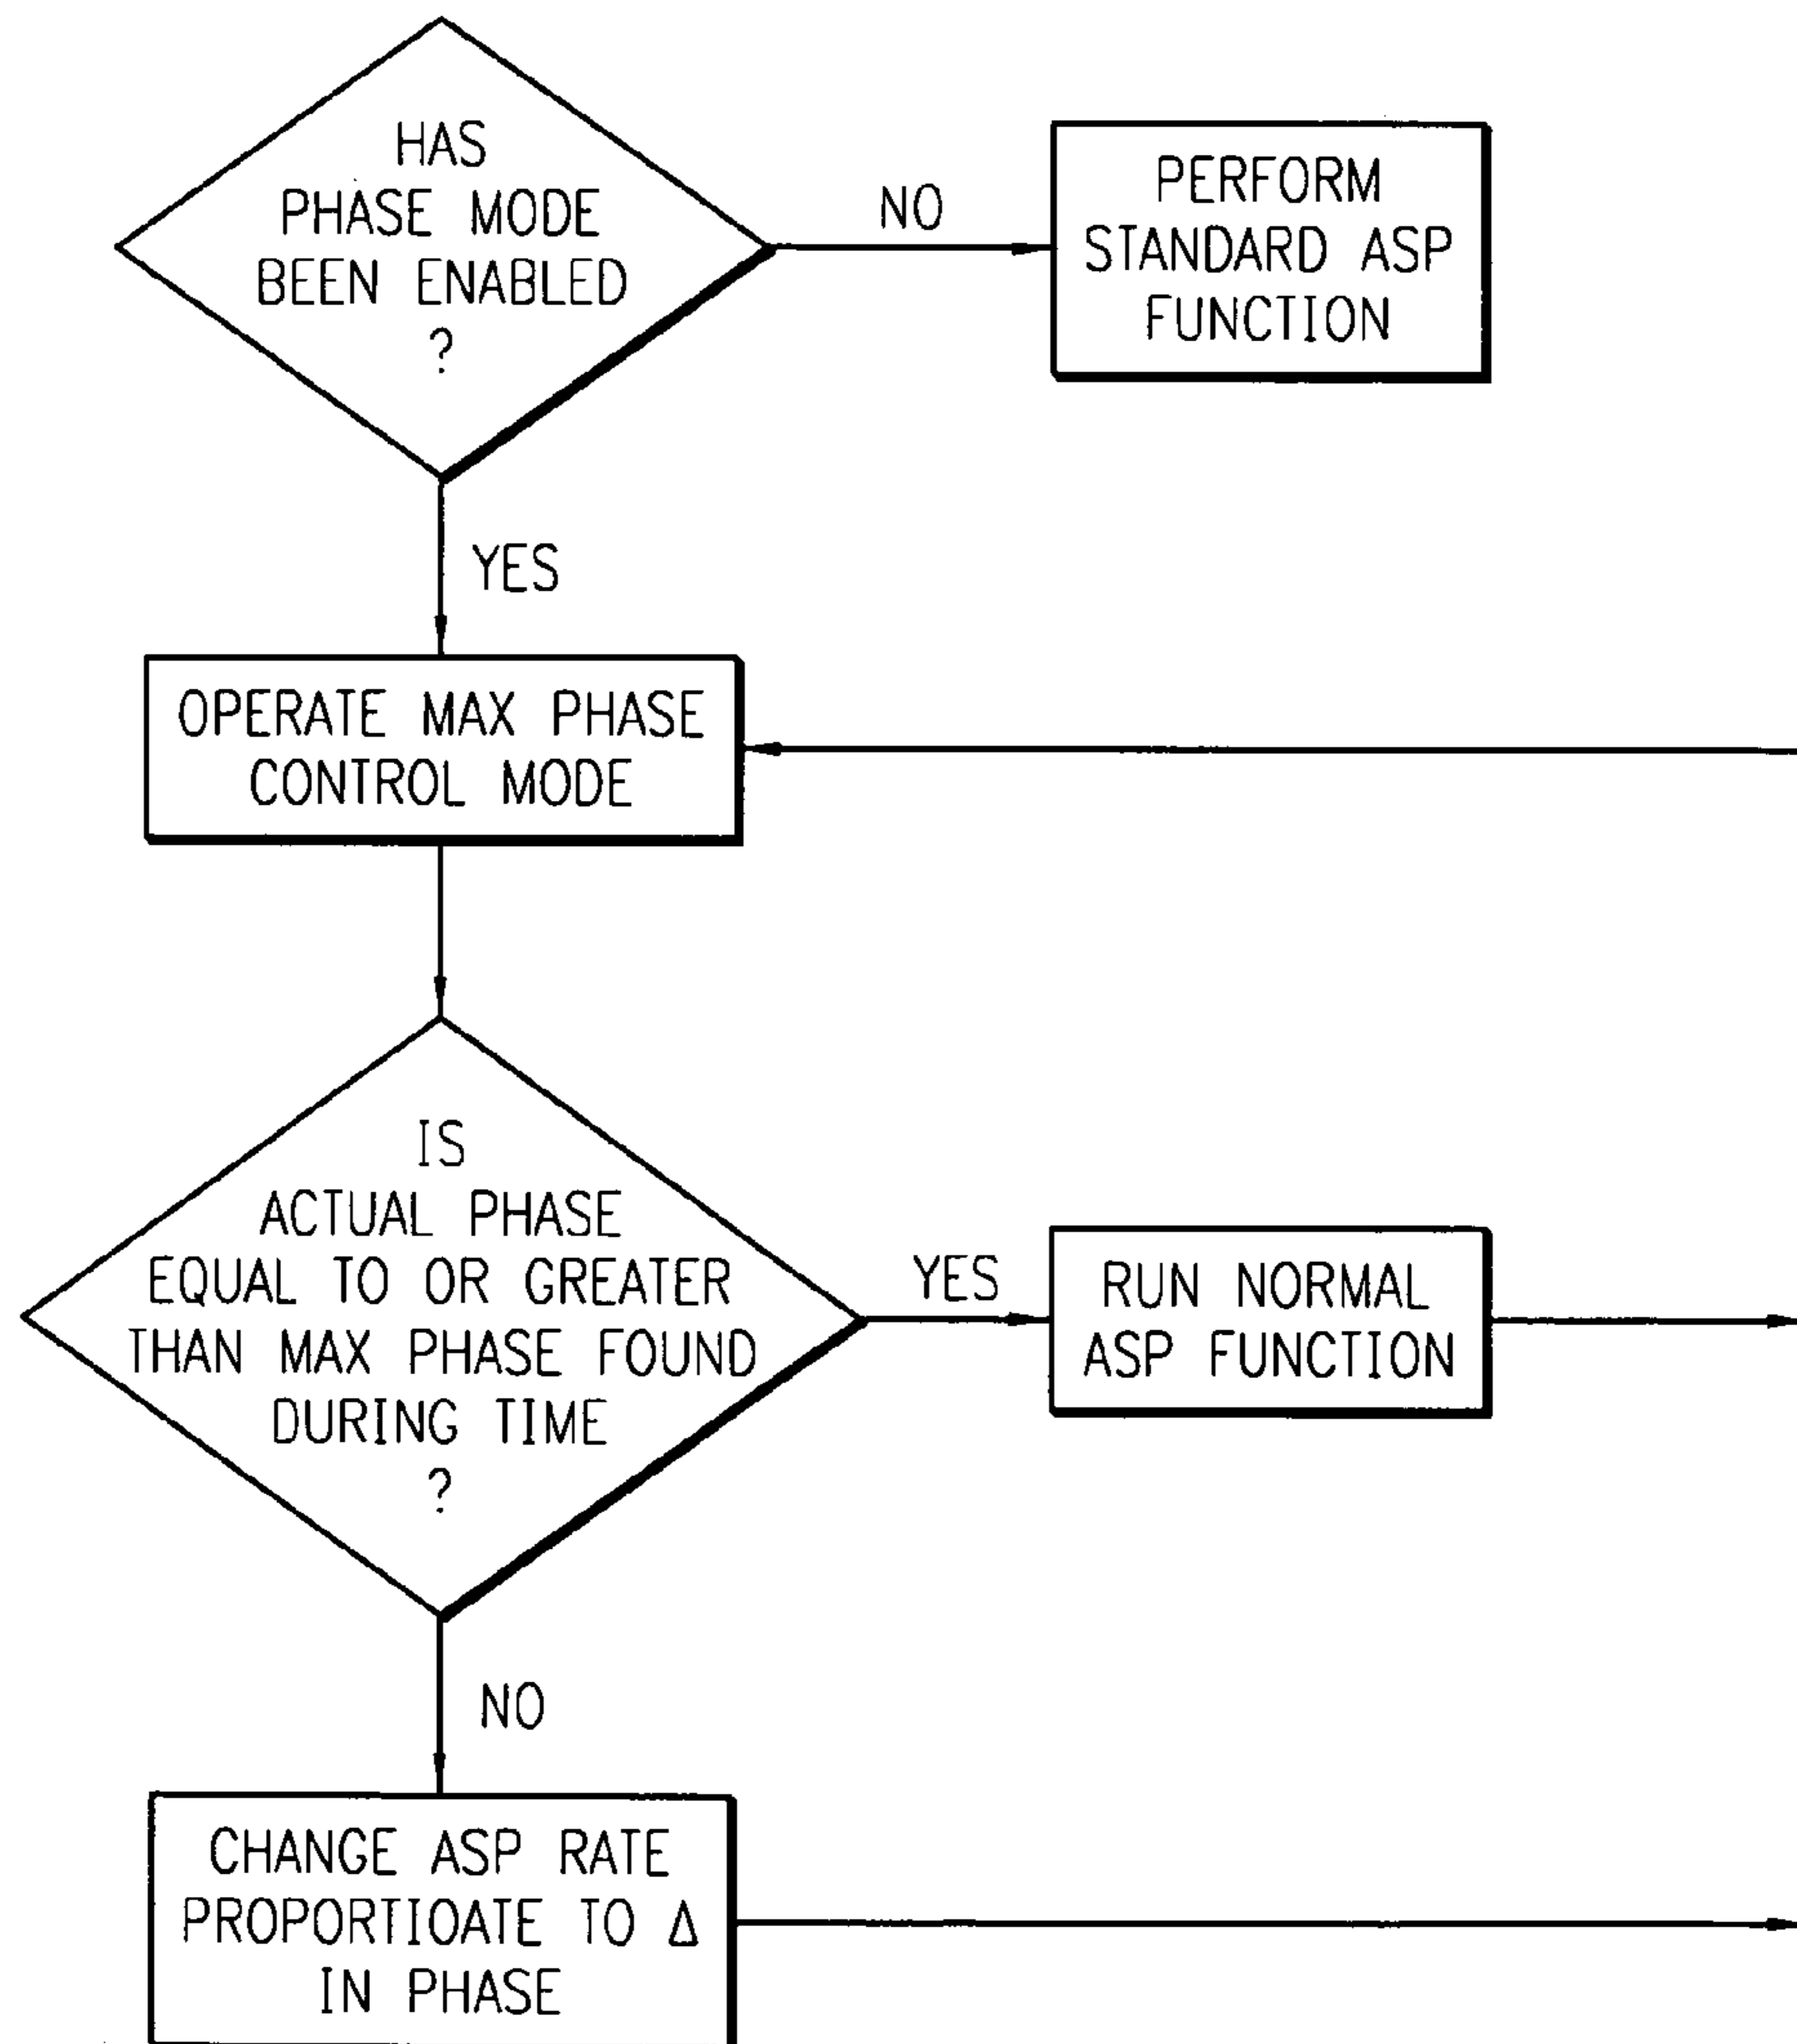 HAS
PHASE MODE
BEEN ENABLED
?
NO
PERFORM
STANDARD ASP
FUNCTION
YES
OPERATE MAX PHASE
CONTROL MODE
IS
ACTUAL PHASE
EQUAL TO OR GREATER
THAN MAX PHASE FOUND
DURING TIME
?
YES
RUN NORMAL
ASP FUNCTION
NO
CHANGE ASP RATE
PROPORTIOATE TO Δ
IN PHASE